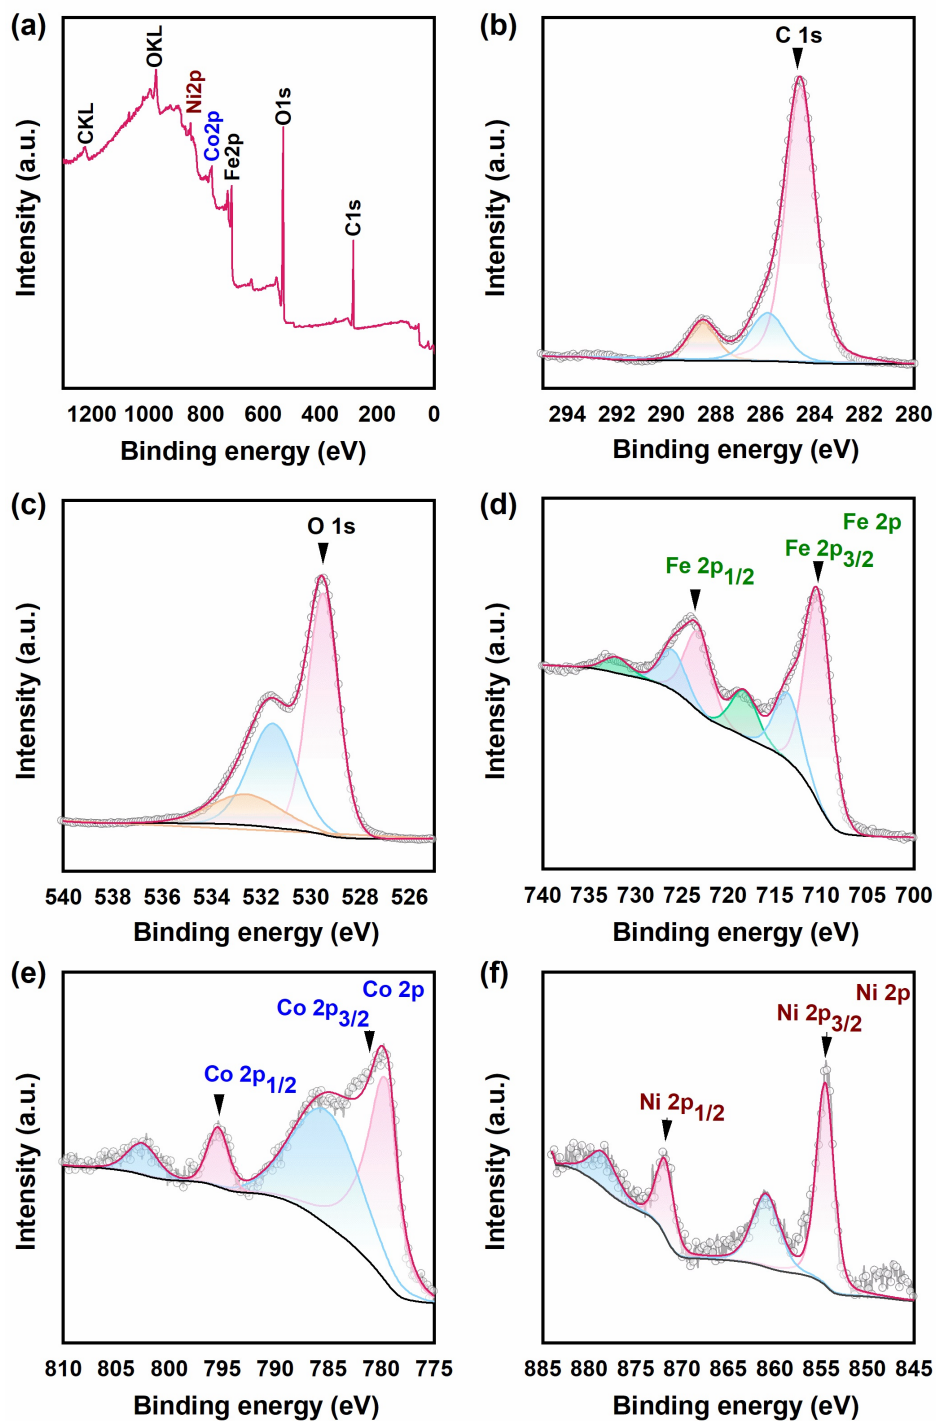 (a)
CKL
OKL
Ni2p
Co2p
Fe2p
O1s
C1s
Intensity (a.u.)
1200 1000 800 600 400 200 0
Binding energy (eV)
(b)
C 1s
Intensity (a.u.)
294 292 290 288 286 284 282 280
Binding energy (eV)
(c)
O 1s
Intensity (a.u.)
540 538 536 534 532 530 528 526
Binding energy (eV)
(d)
Fe 2p
Fe 2p3/2
Fe 2p1/2
Intensity (a.u.)
740 735 730 725 720 715 710 705 700
Binding energy (eV)
(e)
Co 2p
Co 2p3/2
Co 2p1/2
Intensity (a.u.)
810 805 800 795 790 785 780 775
Binding energy (eV)
(f)
Ni 2p
Ni 2p3/2
Ni 2p1/2
Intensity (a.u.)
885 880 875 870 865 860 855 850 845
Binding energy (eV)